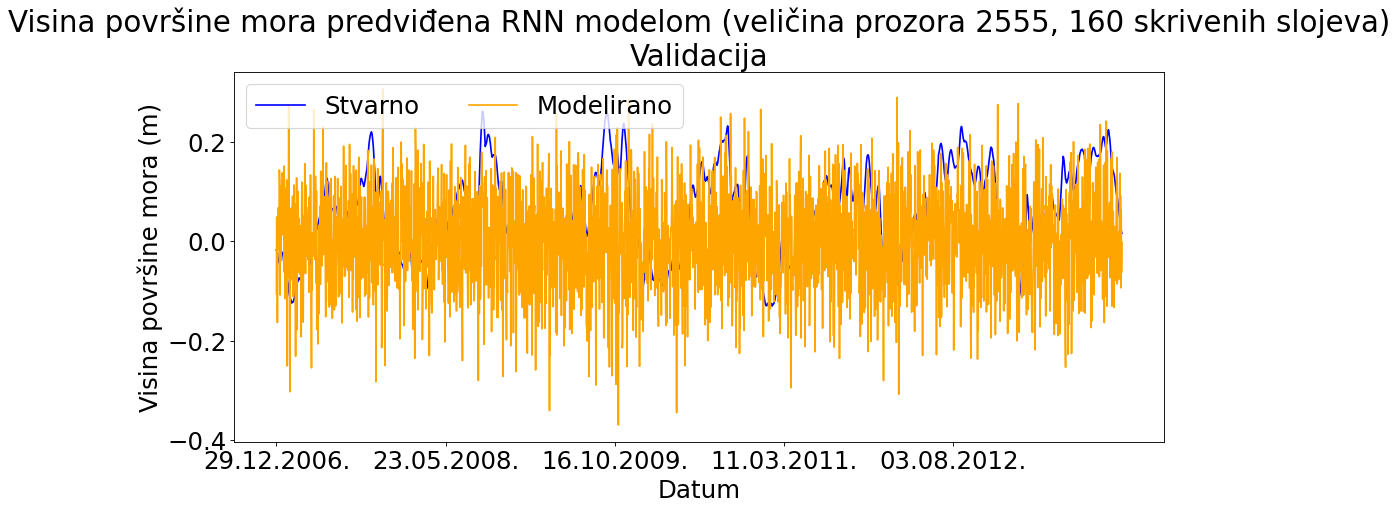 Visina površine mora predviđena RNN modelom (veličina prozora 2555, 160 skrivenih slojeva)
Validacija
Stvarno
Modelirano
Visina površine mora (m)
0.2
0.0
−0.2
−0.4
29.12.2006.
23.05.2008.
16.10.2009.
11.03.2011.
03.08.2012.
Datum